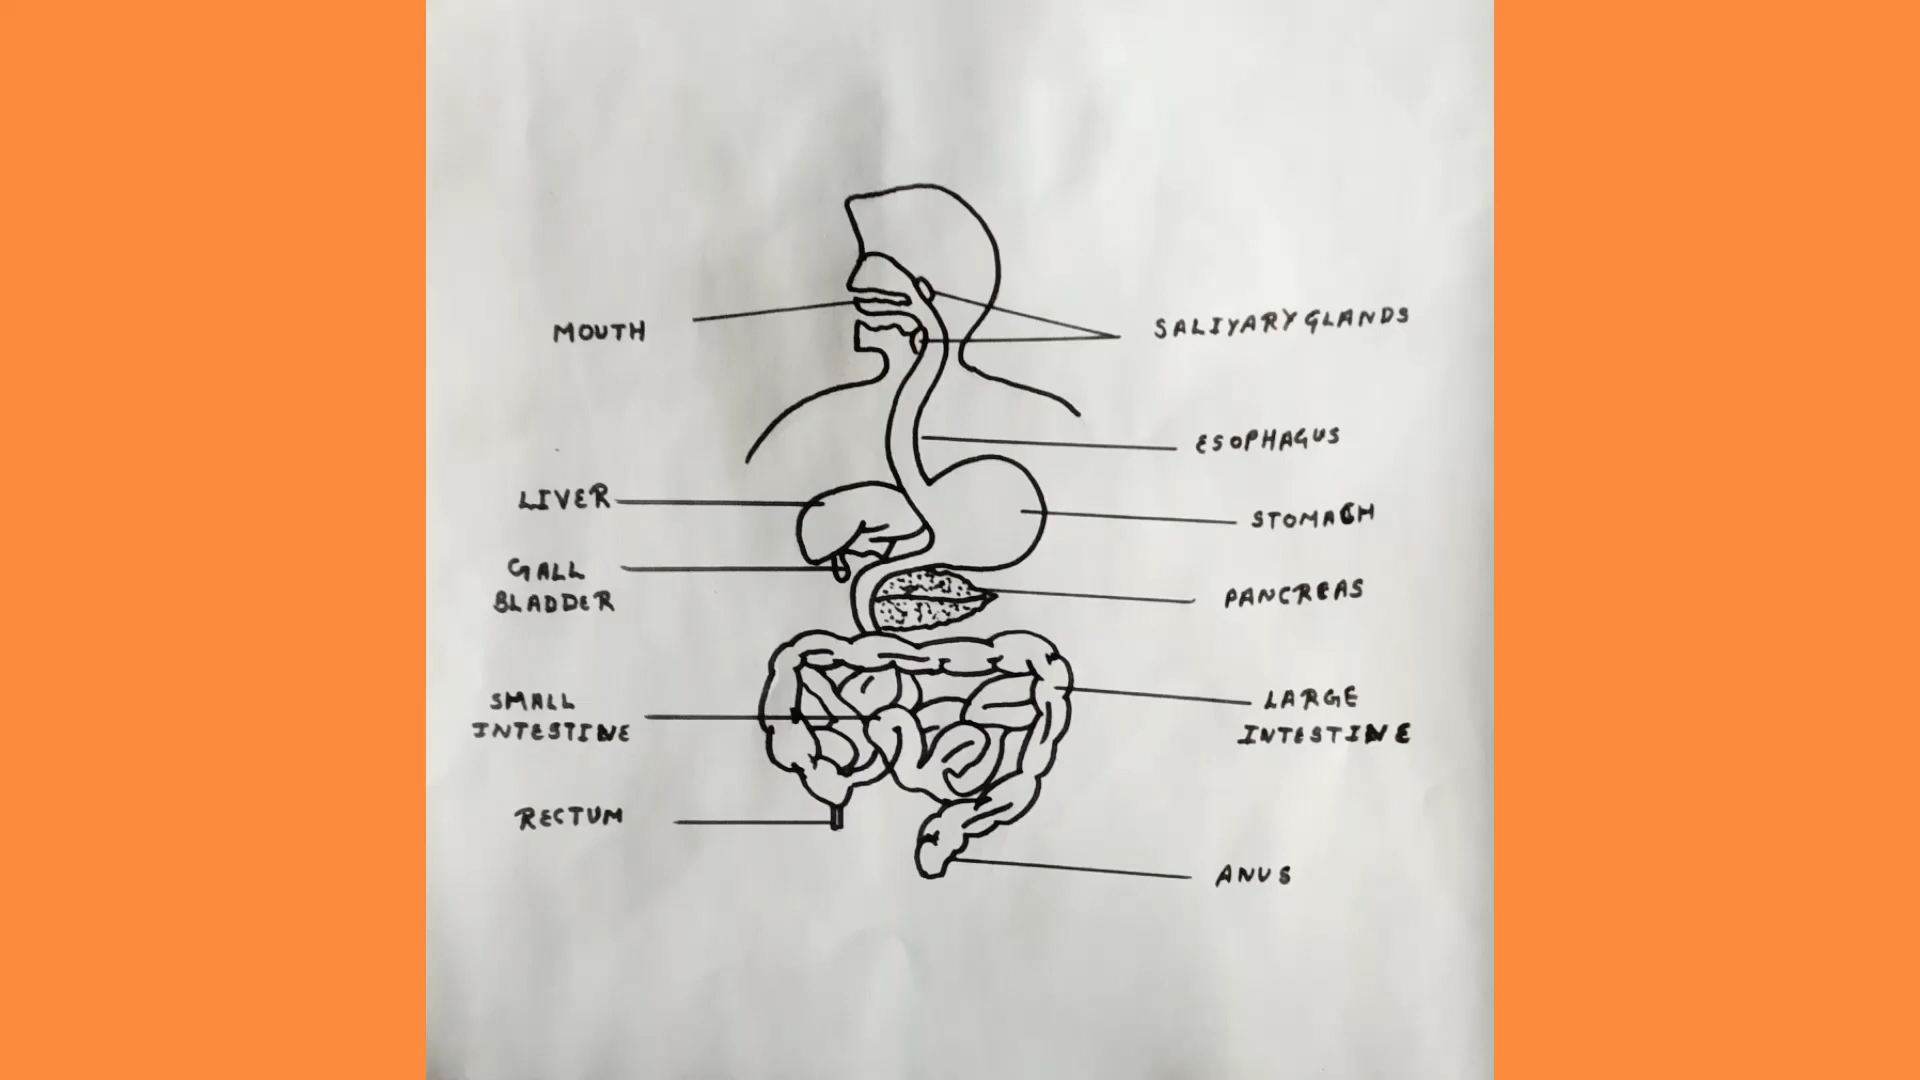 MOUTH
SALIVARY GLANDS
ESOPHAGUS
LIVER
STOMACH
GALL
BLADDER
PANCREAS
SMALL
INTESTINE
LARGE
INTESTINE
RECTUM
ANUS